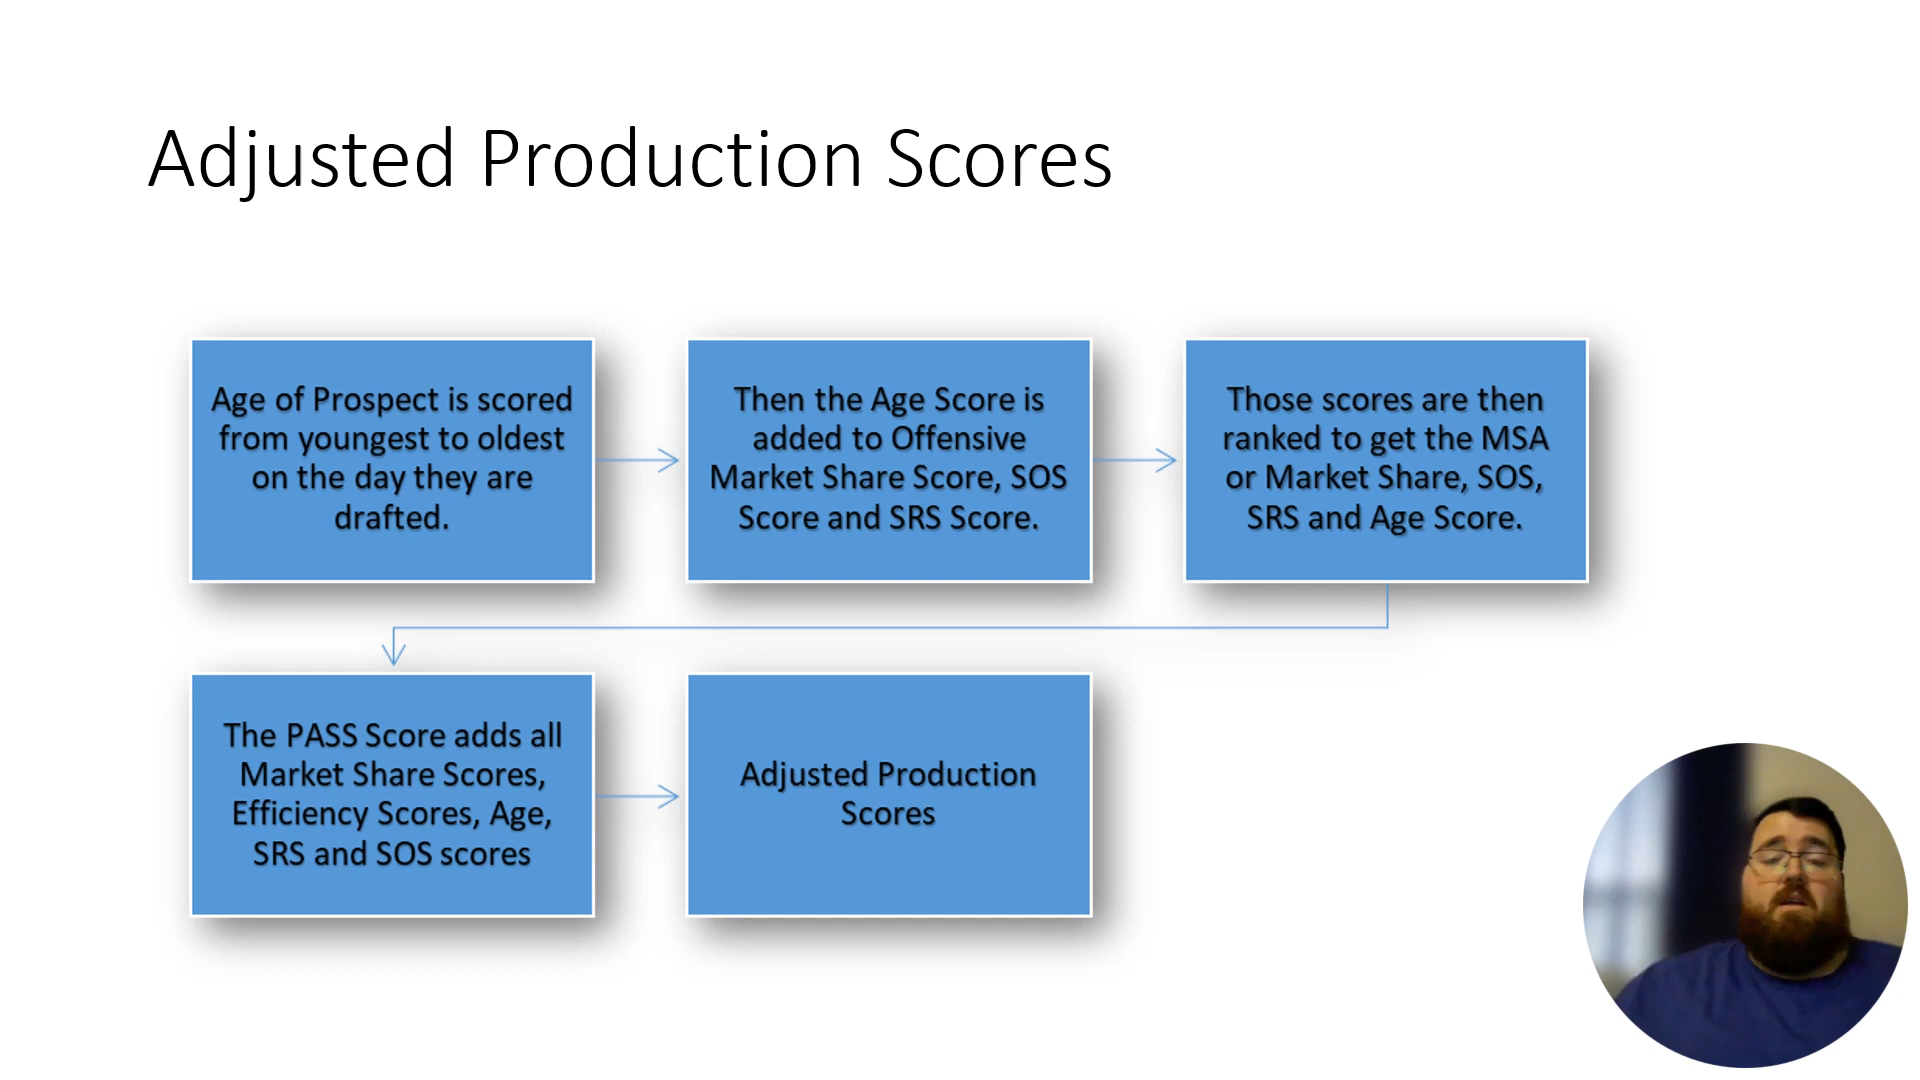 Adjusted Production Scores
Age of Prospect is scored
from youngest to oldest
on the day they are
drafted.
Then the Age Score is
added to Offensive
Market Share Score, SOS
Score and SRS Score.
Those scores are then
ranked to get the MSA
or Market Share, SOS,
SRS and Age Score.
The PASS Score adds all
Market Share Scores,
Efficiency Scores, Age,
SRS and SOS scores
Adjusted Production
Scores